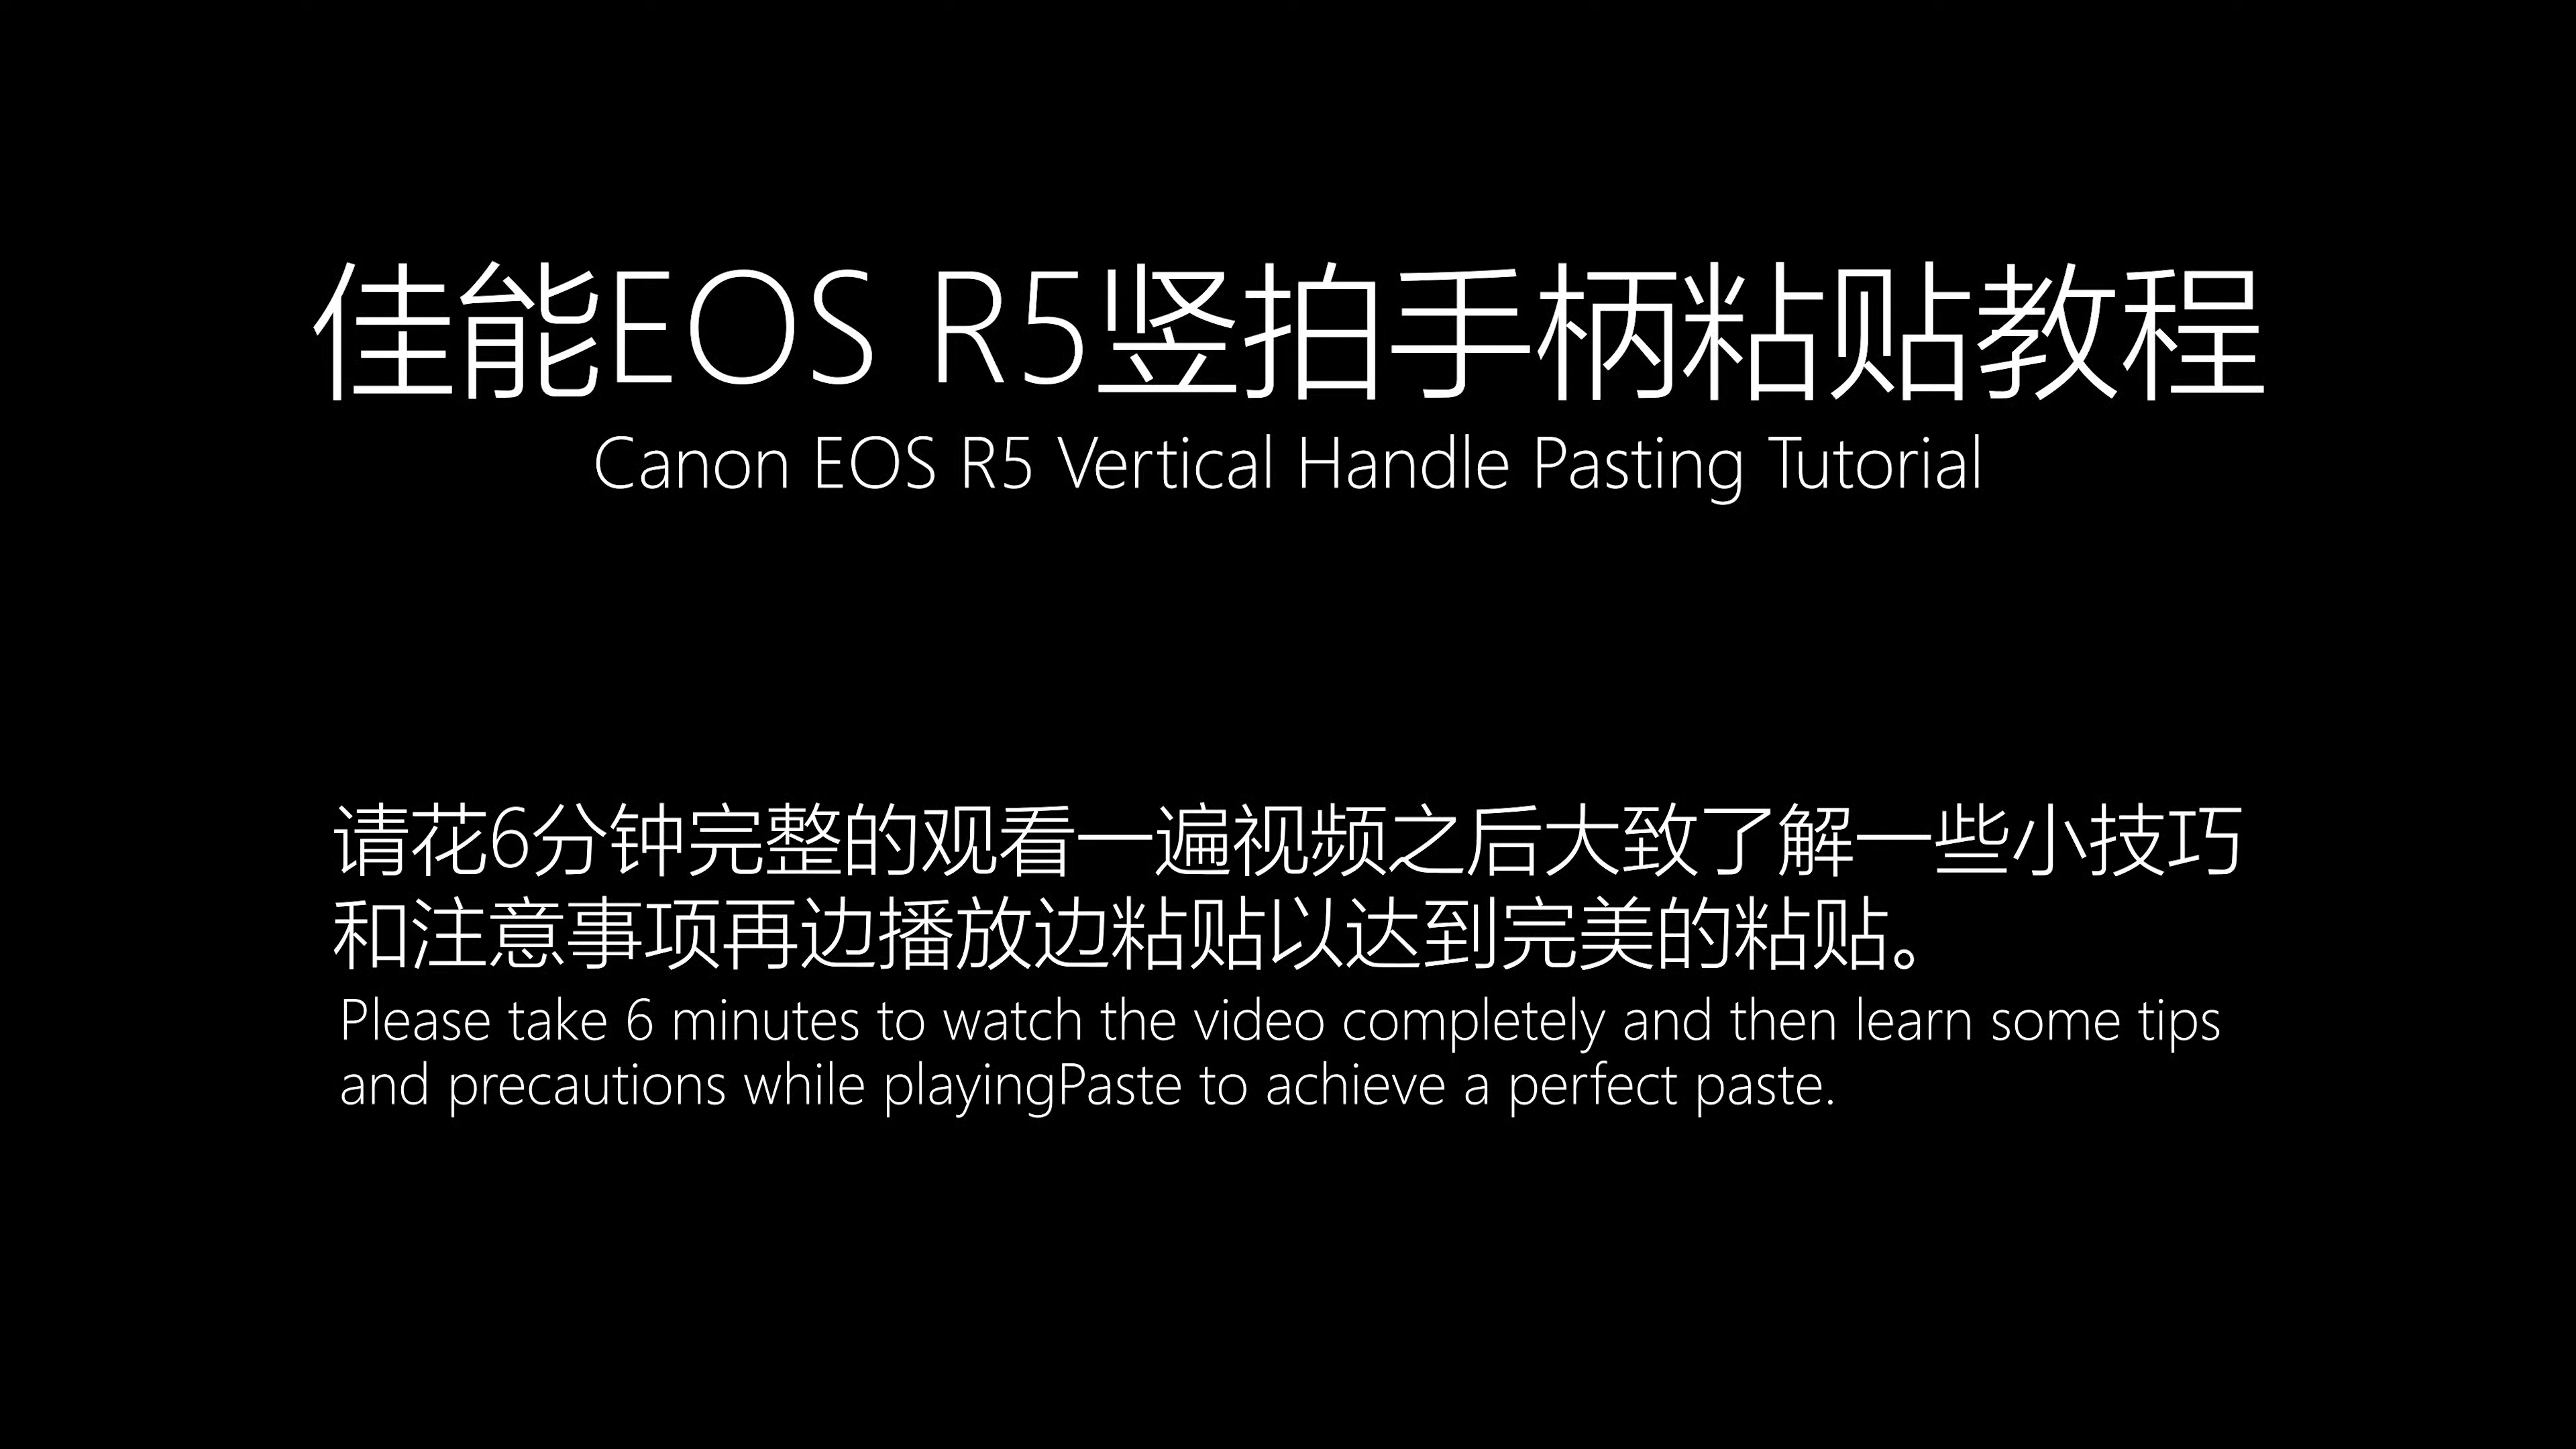 佳能EOS R5竖拍手柄粘贴教程
Canon EOS R5 Vertical Handle Pasting Tutorial
请花6分钟完整的观看一遍视频之后大致了解一些小技巧
和注意事项再边播放边粘贴以达到完美的粘贴。
Please take 6 minutes to watch the video completely and then learn some tips
and precautions while playingPaste to achieve a perfect paste.